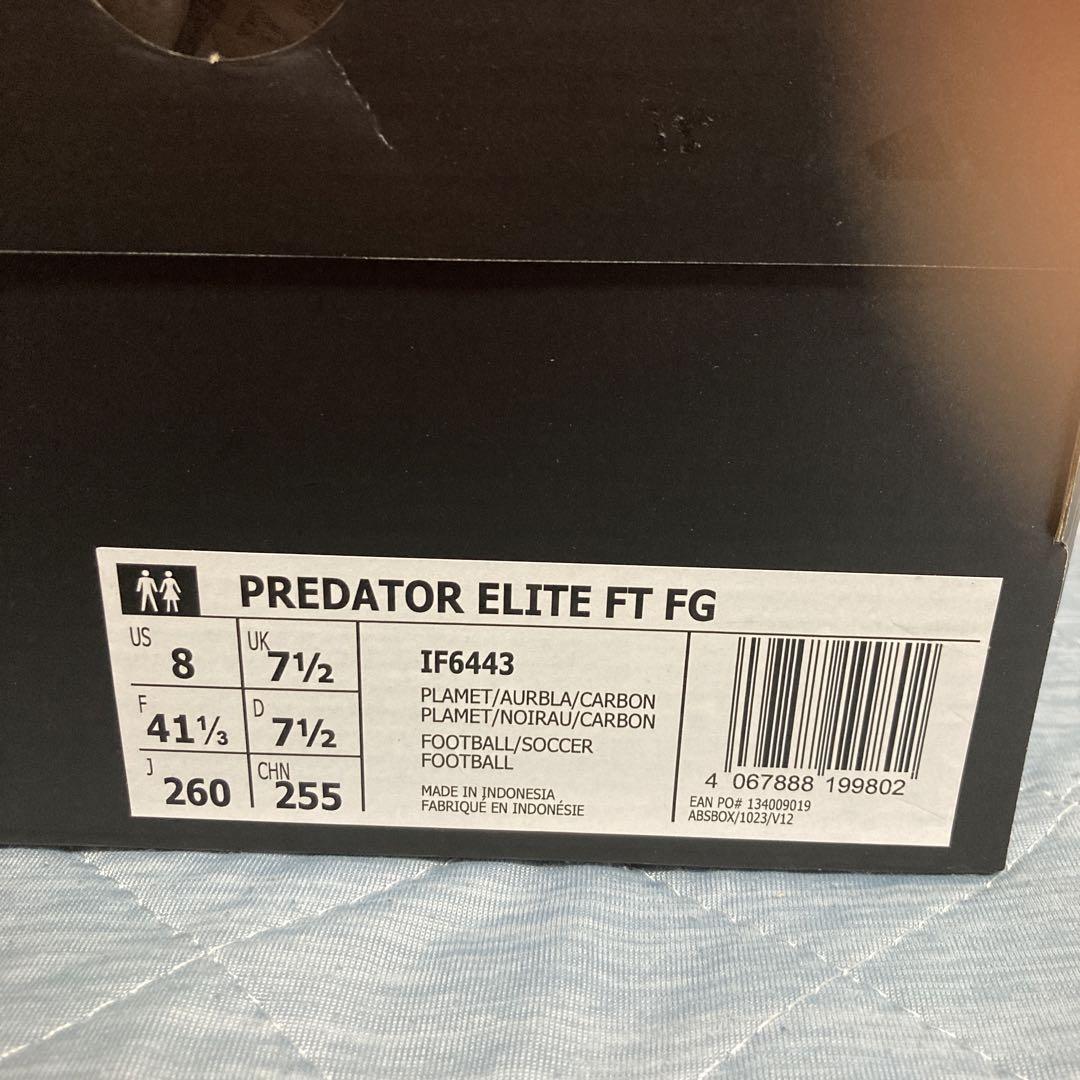 PREDATOR ELITE FT FG
US 8
UK 7½
F 41⅓
D 7½
J 260
CHN 255
IF6443
PLAMET/AURBLA/CARBON
PLAMET/NOIRAU/CARBON
FOOTBALL/SOCCER
FOOTBALL
MADE IN INDONESIA
FABRIQUÉ EN INDONÉSIE
4 067888 199802
EAN PO# 134009019
ABSBOX/1023/V12